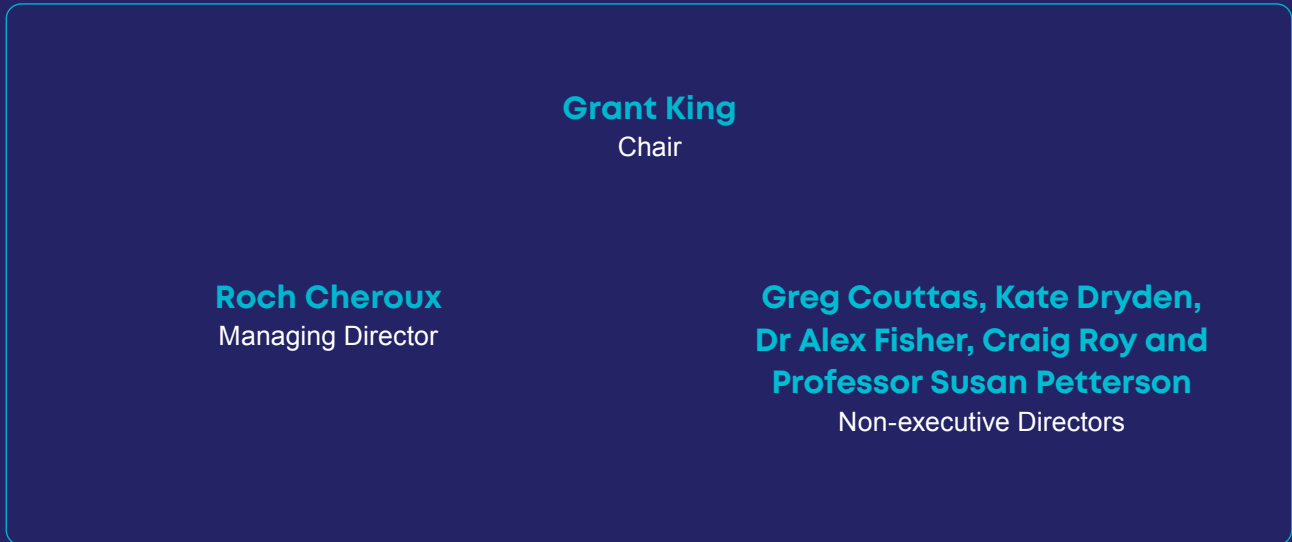 Grant King
Chair
Roch Cheroux
Managing Director
Greg Couttas, Kate Dryden,
Dr Alex Fisher, Craig Roy and
Professor Susan Petterson
Non-executive Directors